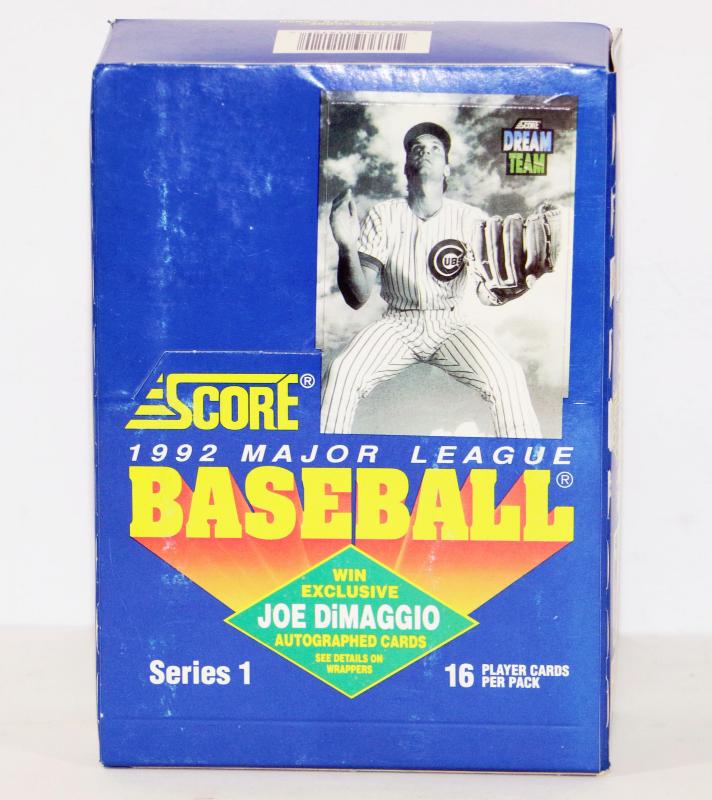 SCORE
DREAM
TEAM
CUBS
SCORE®
1992 MAJOR LEAGUE
BASEBALL®
WIN
EXCLUSIVE
JOE DiMAGGIO
AUTOGRAPHED CARDS
SEE DETAILS ON
WRAPPERS
Series 1
16 PLAYER CARDS
PER PACK